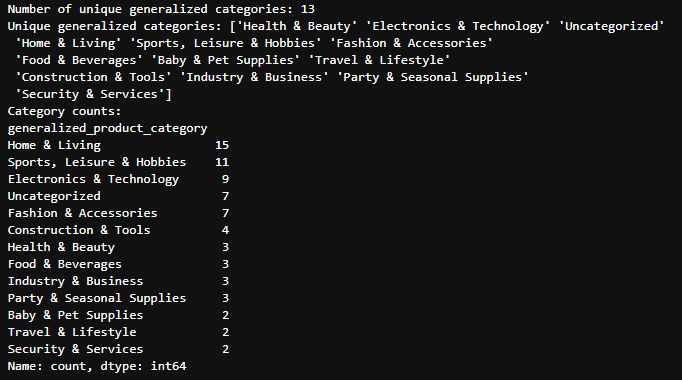 Number of unique generalized categories: 13
Unique generalized categories: ['Health & Beauty' 'Electronics & Technology' 'Uncategorized'
 'Home & Living' 'Sports, Leisure & Hobbies' 'Fashion & Accessories'
 'Food & Beverages' 'Baby & Pet Supplies' 'Travel & Lifestyle'
 'Construction & Tools' 'Industry & Business' 'Party & Seasonal Supplies'
 'Security & Services']
Category counts:
generalized_product_category
Home & Living                15
Sports, Leisure & Hobbies    11
Electronics & Technology      9
Uncategorized                 7
Fashion & Accessories         7
Construction & Tools          4
Health & Beauty               3
Food & Beverages              3
Industry & Business           3
Party & Seasonal Supplies     3
Baby & Pet Supplies           2
Travel & Lifestyle            2
Security & Services           2
Name: count, dtype: int64